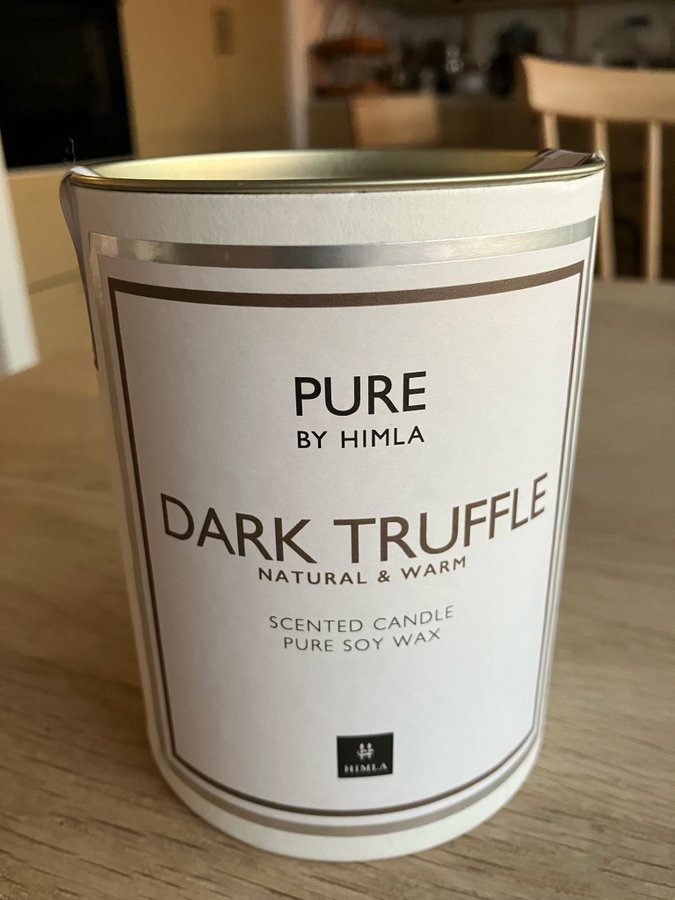 PURE
BY HIMLA
DARK TRUFFLE
NATURAL & WARM
SCENTED CANDLE
PURE SOY WAX
HIMLA